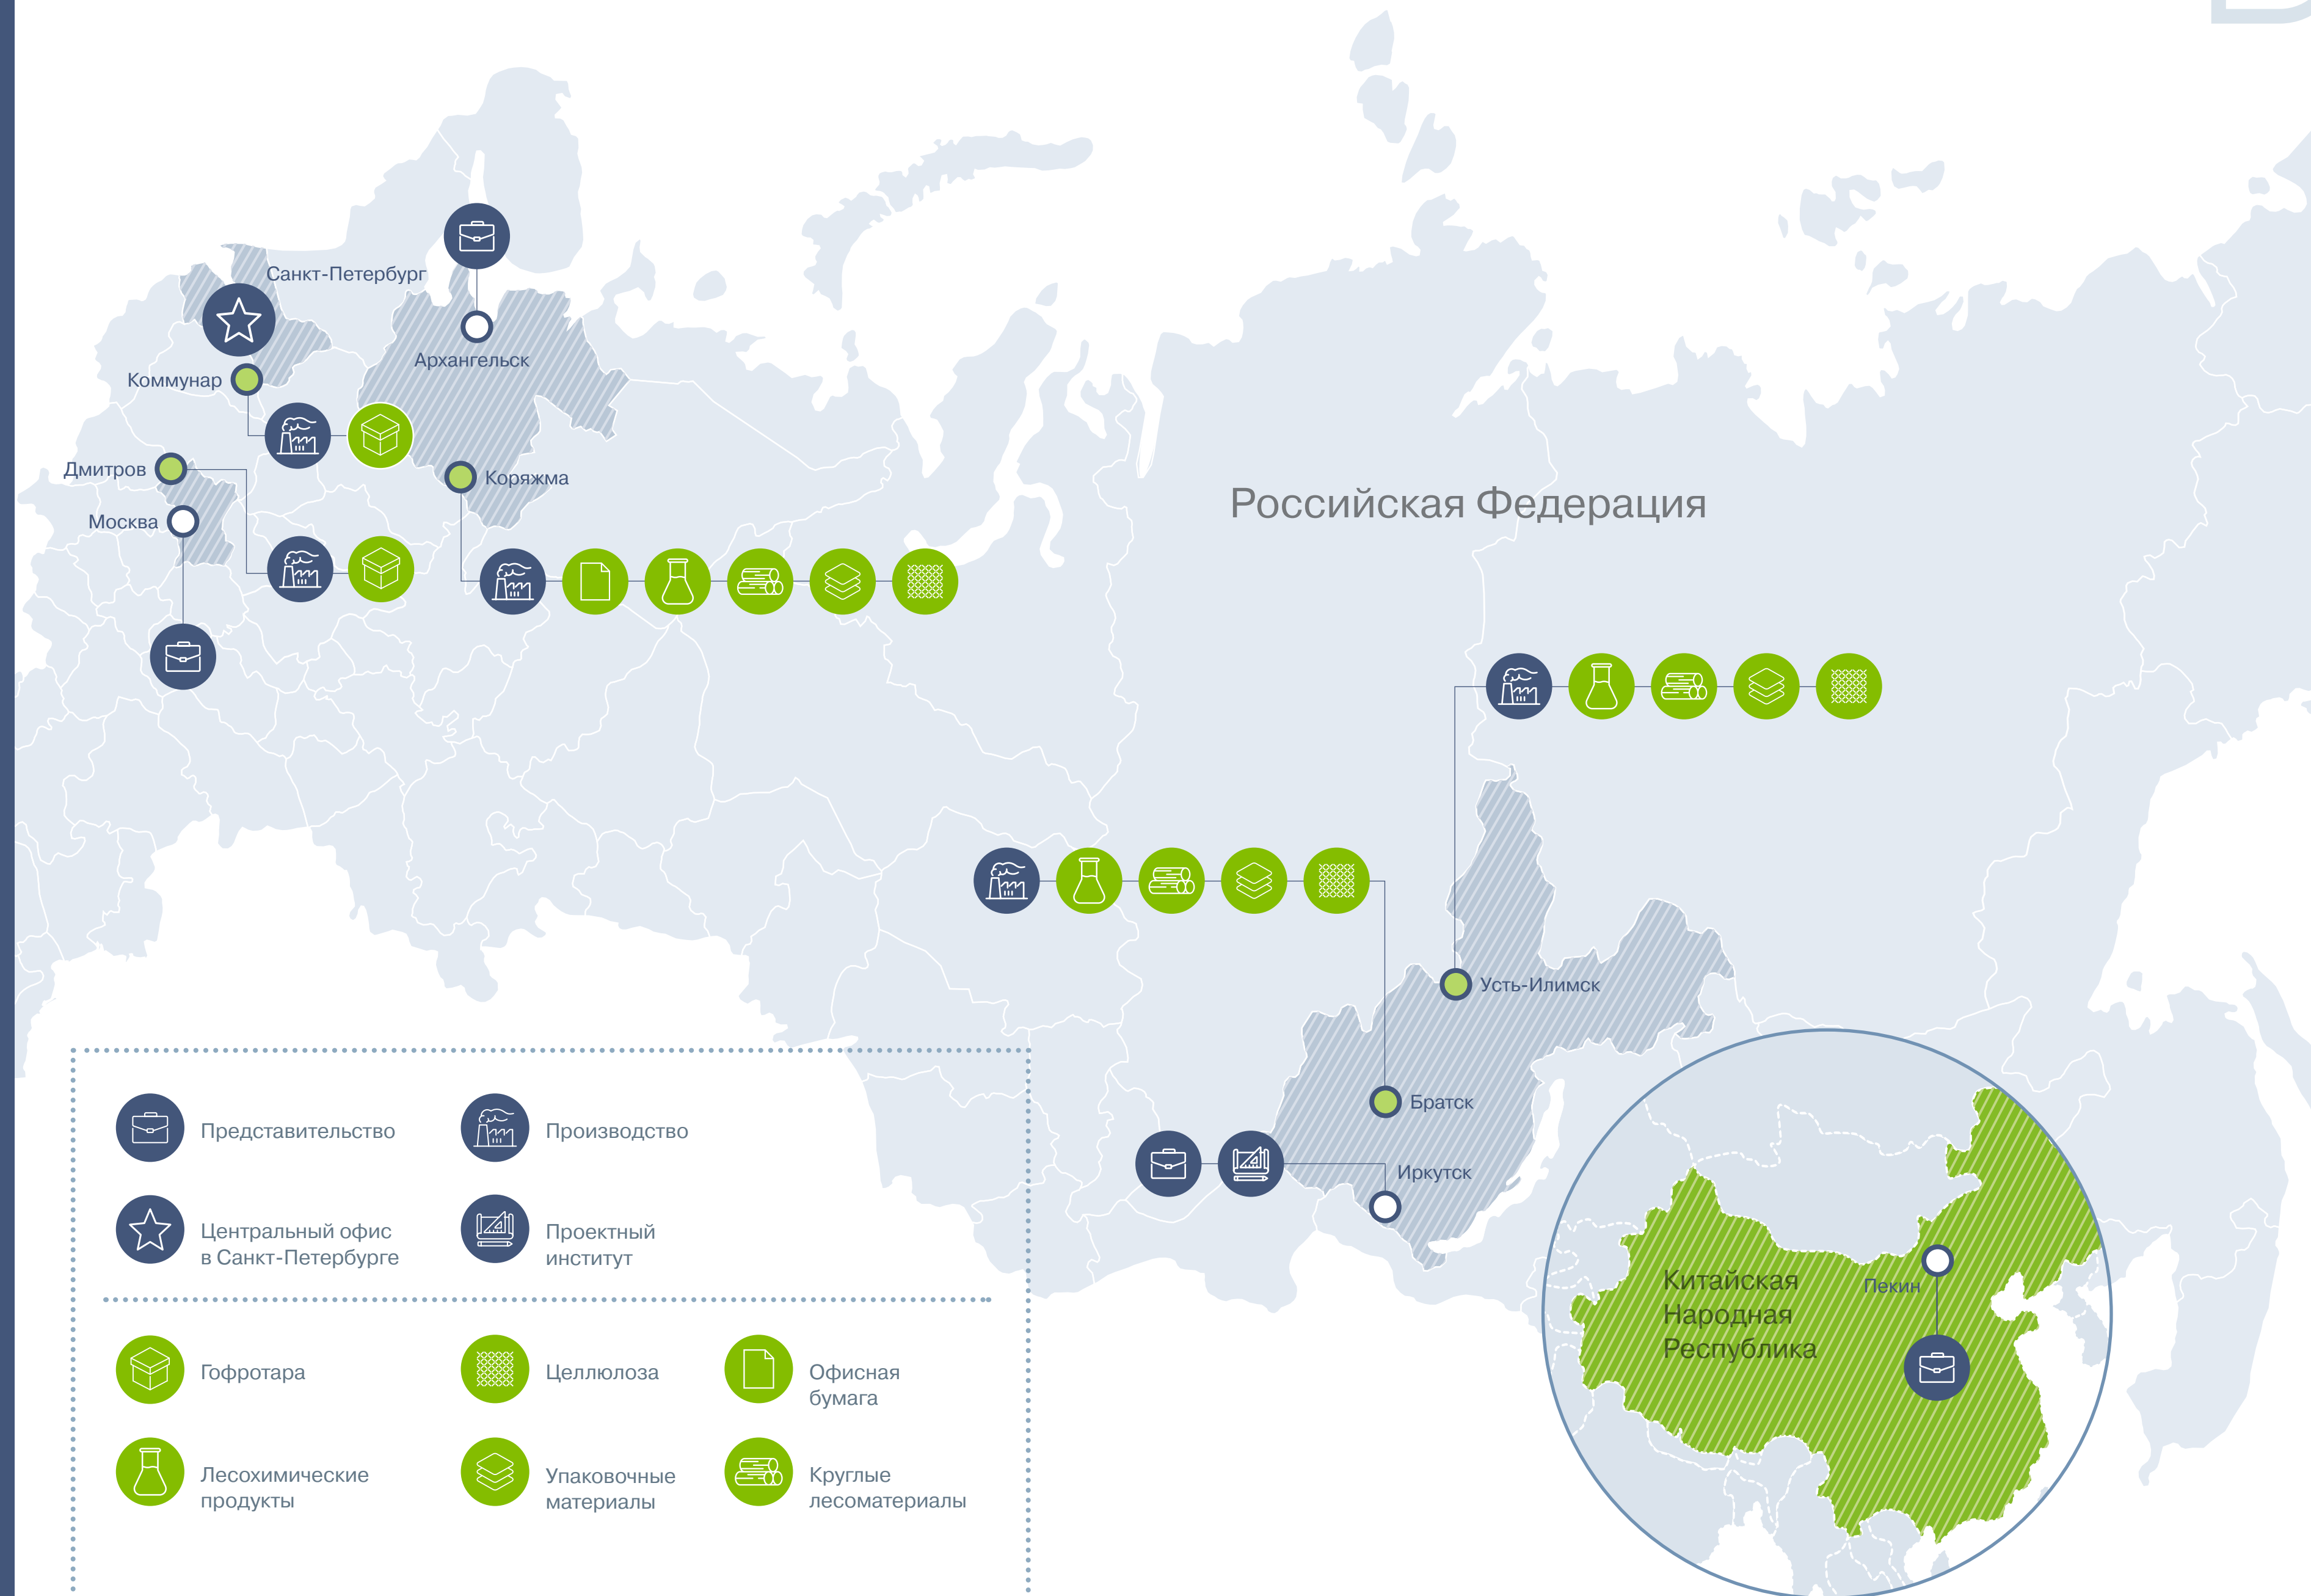 Санкт-Петербург
Архангельск
Коммунар
Дмитров
Коряжма
Москва
Российская Федерация
Усть-Илимск
Братск
Иркутск
Китайская
Народная
Республика
Пекин
Представительство
Производство
Центральный офис
в Санкт-Петербурге
Проектный
институт
Гофротара
Целлюлоза
Офисная
бумага
Лесохимические
продукты
Упаковочные
материалы
Круглые
лесоматериалы